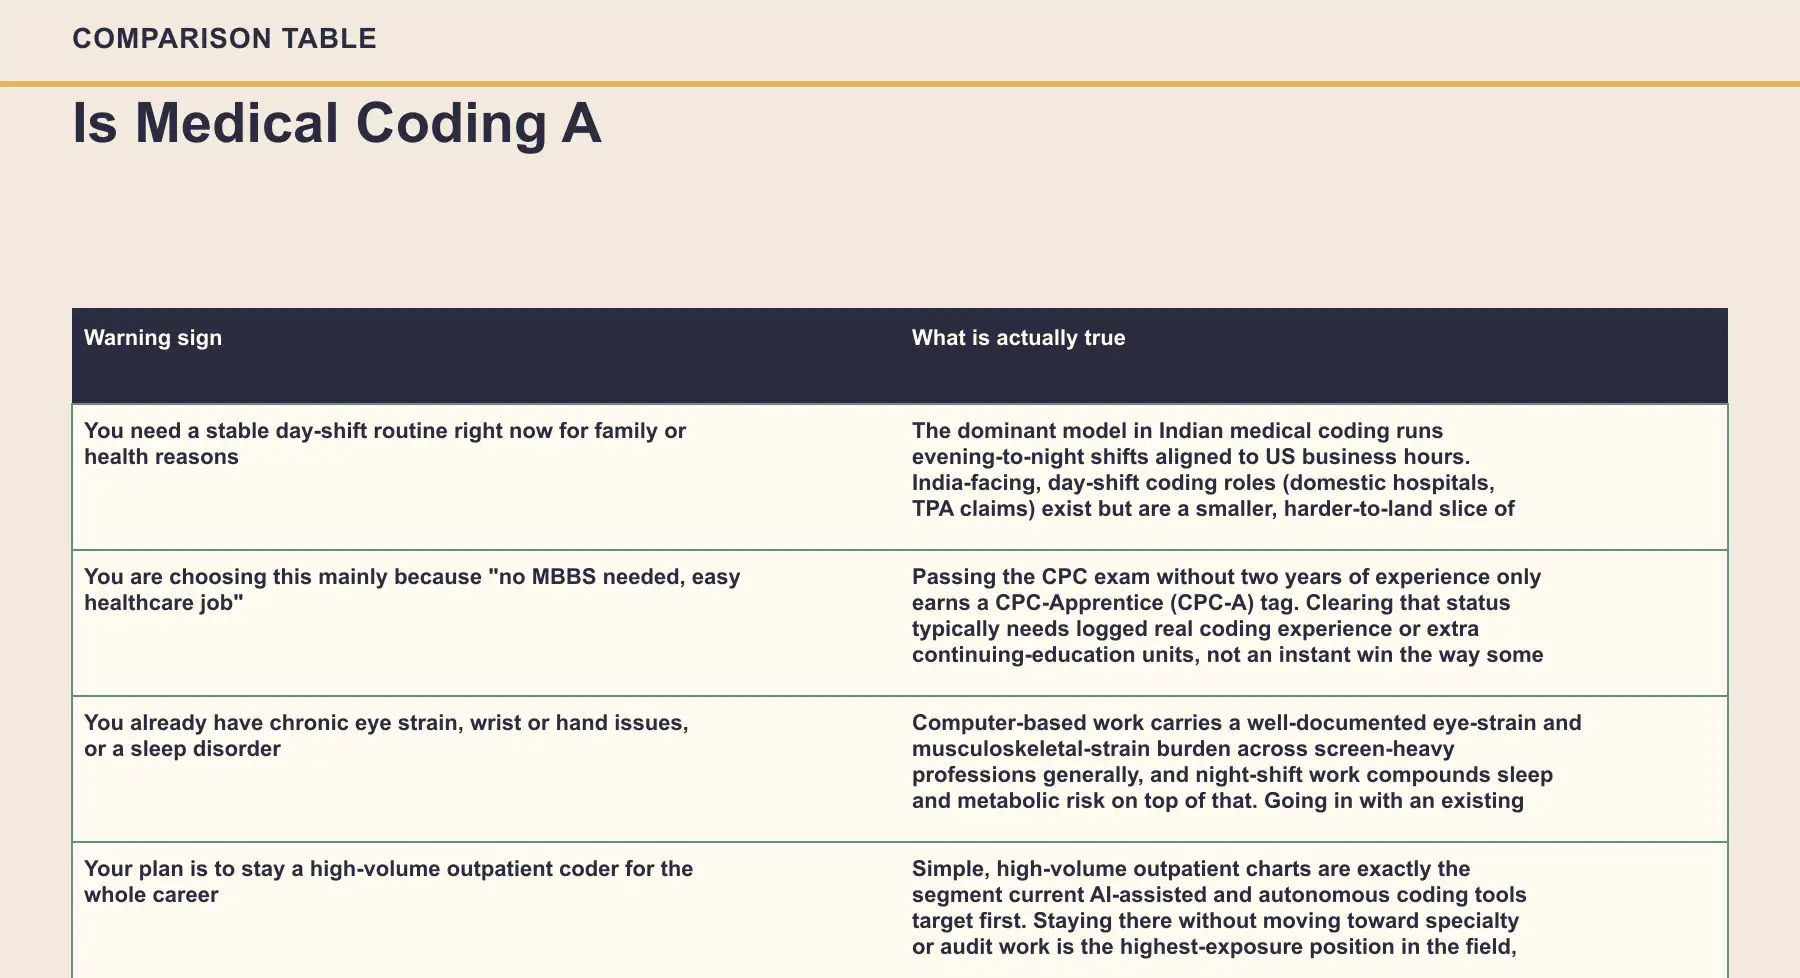 COMPARISON TABLE
Is Medical Coding A
Warning sign
What is actually true
You need a stable day-shift routine right now for family or
health reasons
The dominant model in Indian medical coding runs
evening-to-night shifts aligned to US business hours.
India-facing, day-shift coding roles (domestic hospitals,
TPA claims) exist but are a smaller, harder-to-land slice of
You are choosing this mainly because "no MBBS needed, easy
healthcare job"
Passing the CPC exam without two years of experience only
earns a CPC-Apprentice (CPC-A) tag. Clearing that status
typically needs logged real coding experience or extra
continuing-education units, not an instant win the way some
You already have chronic eye strain, wrist or hand issues,
or a sleep disorder
Computer-based work carries a well-documented eye-strain and
musculoskeletal-strain burden across screen-heavy
professions generally, and night-shift work compounds sleep
and metabolic risk on top of that. Going in with an existing
Your plan is to stay a high-volume outpatient coder for the
whole career
Simple, high-volume outpatient charts are exactly the
segment current AI-assisted and autonomous coding tools
target first. Staying there without moving toward specialty
or audit work is the highest-exposure position in the field,